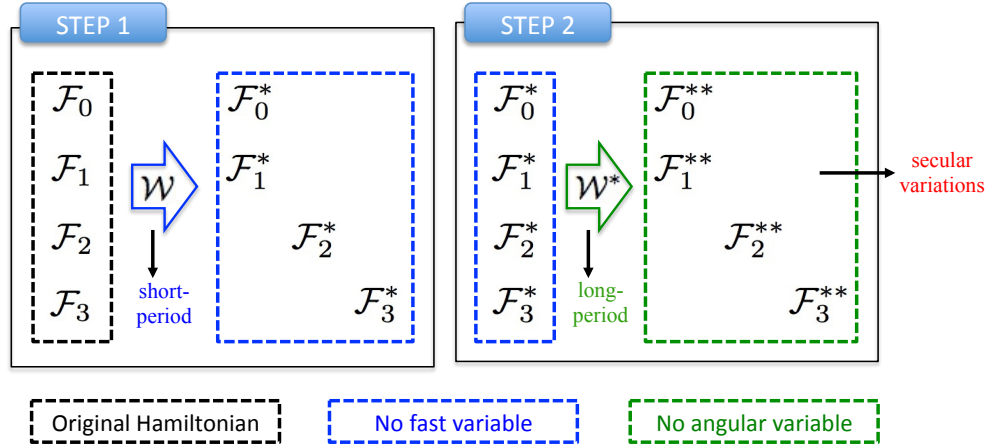 STEP 1
STEP 2
ℱ₀ ℱ₀* ℱ₀* ℱ₀**
ℱ₁ 𝒲 ℱ₁* ℱ₁* 𝒲* ℱ₁**
secular
variations
ℱ₂ ℱ₂* ℱ₂* ℱ₂**
short-
period
long-
period
ℱ₃ ℱ₃* ℱ₃* ℱ₃**
Original Hamiltonian
No fast variable
No angular variable